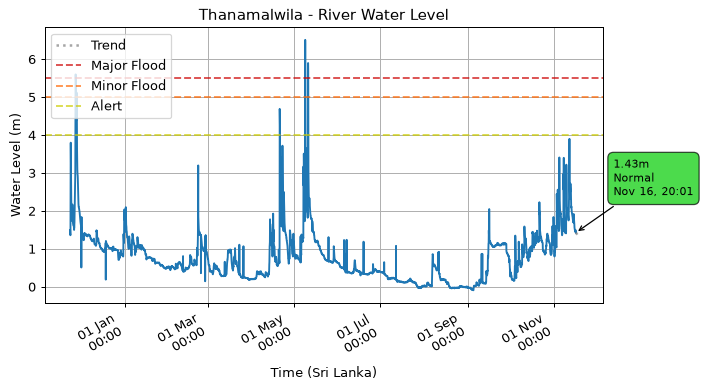 Thanamalwila - River Water Level
Water Level (m)
6
5
4
3
2
1
0
Trend
Major Flood
Minor Flood
Alert
1.43m
Normal
Nov 16, 20:01
01 Jan
00:00
01 Mar
00:00
01 May
00:00
01 Jul
00:00
01 Sep
00:00
01 Nov
00:00
Time (Sri Lanka)